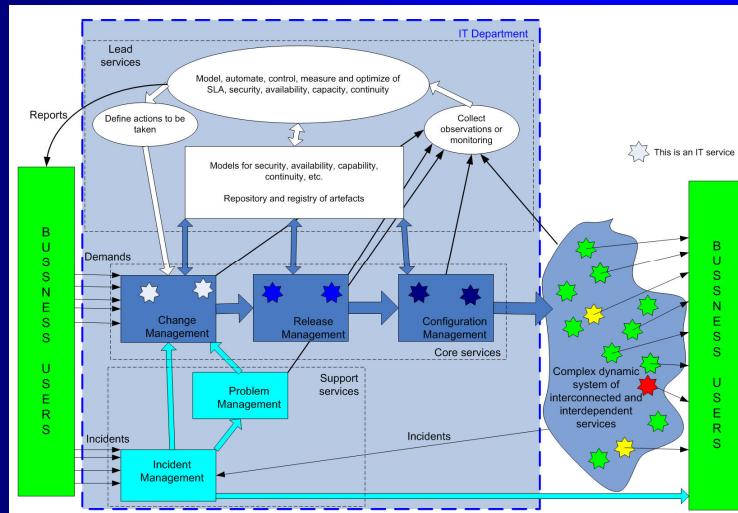 IT Department
Lead
services
Model, automate, control, measure and optimize of
SLA, security, availability, capacity, continuity
Reports
Define actions to be
taken
Collect
observations or
monitoring
This is an IT service
Models for security, availability, capability,
continuity, etc.
Repository and registry of artefacts
B
U
S
S
N
E
S
S
U
S
E
R
S
Demands
Change
Management
Release
Management
Configuration
Management
Core services
Support
services
Problem
Management
Complex dynamic
system of
interconnected and
interdependent
services
Incidents
Incidents
Incident
Management
B
U
S
S
N
E
S
S
U
S
E
R
S